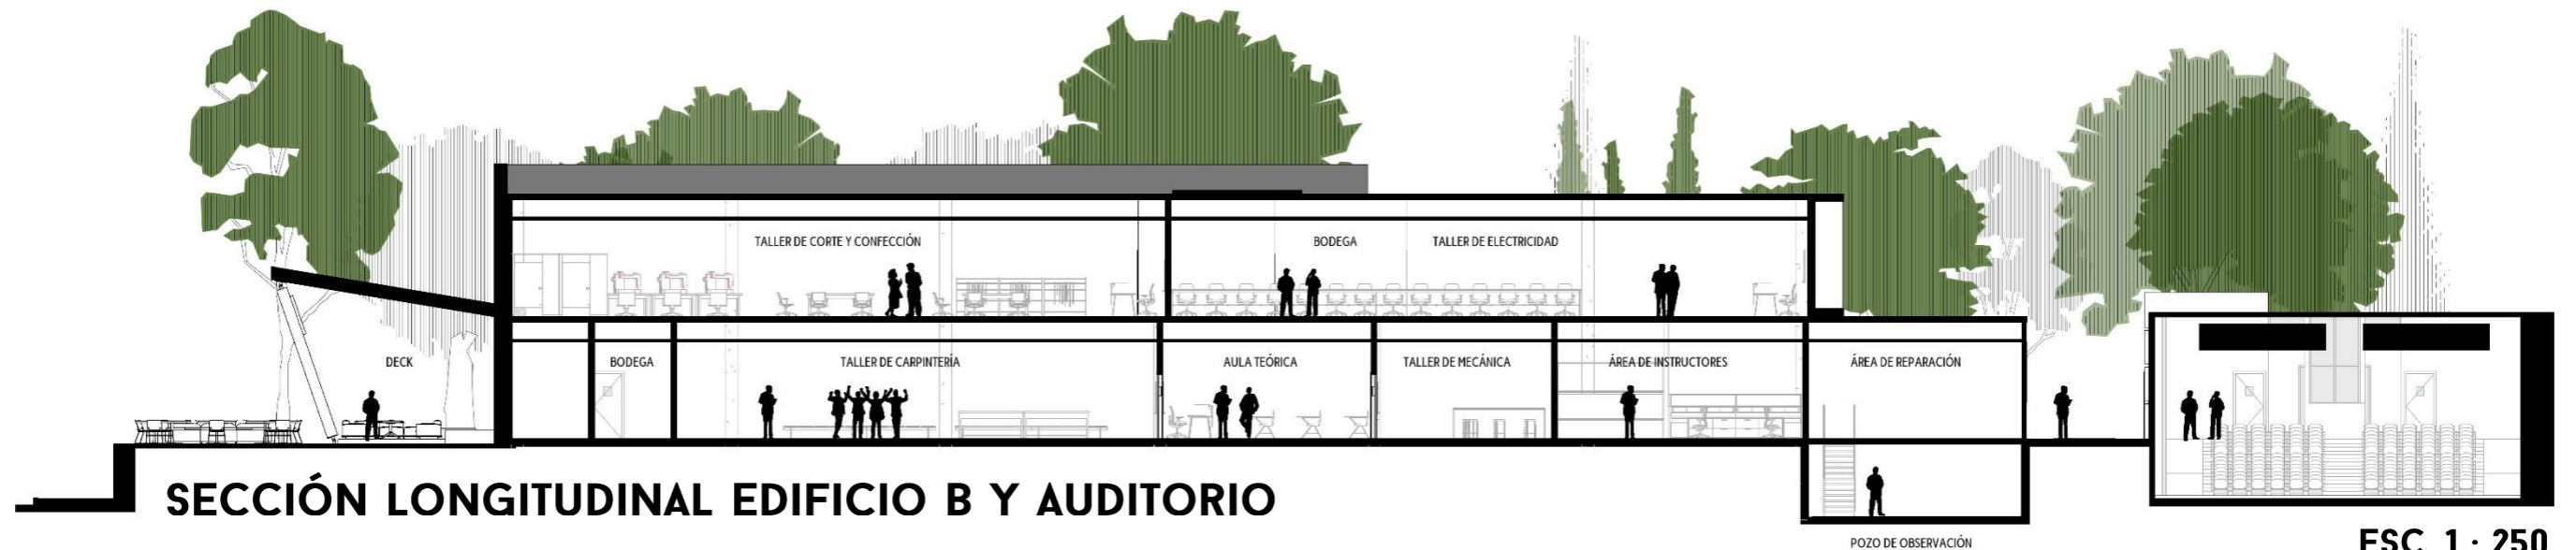 TALLER DE CORTE Y CONFECCIÓN
BODEGA
TALLER DE ELECTRICIDAD
DECK
BODEGA
TALLER DE CARPINTERÍA
AULA TEÓRICA
TALLER DE MECÁNICA
ÁREA DE INSTRUCTORES
ÁREA DE REPARACIÓN
SECCIÓN LONGITUDINAL EDIFICIO B Y AUDITORIO
POZO DE OBSERVACIÓN
ESC 1 : 250